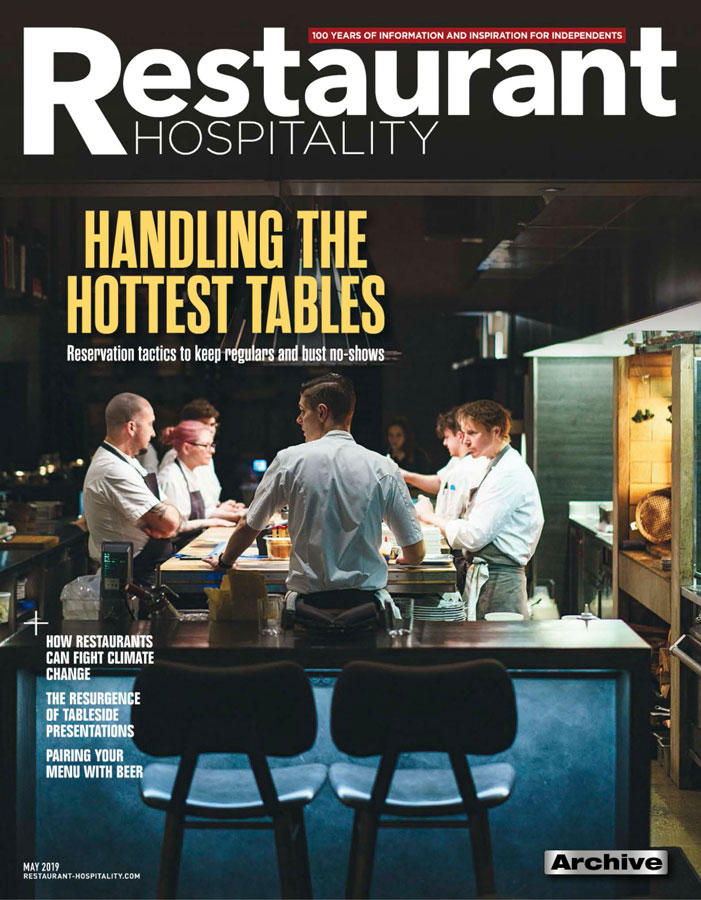 100 YEARS OF INFORMATION AND INSPIRATION FOR INDEPENDENTS
Restaurant
HOSPITALITY
HANDLING THE
HOTTEST TABLES
Reservation tactics to keep regulars and bust no-shows
HOW RESTAURANTS
CAN FIGHT CLIMATE
CHANGE
THE RESURGENCE
OF TABLESIDE
PRESENTATIONS
PAIRING YOUR
MENU WITH BEER
MAY 2019
RESTAURANT-HOSPITALITY.COM
Archive